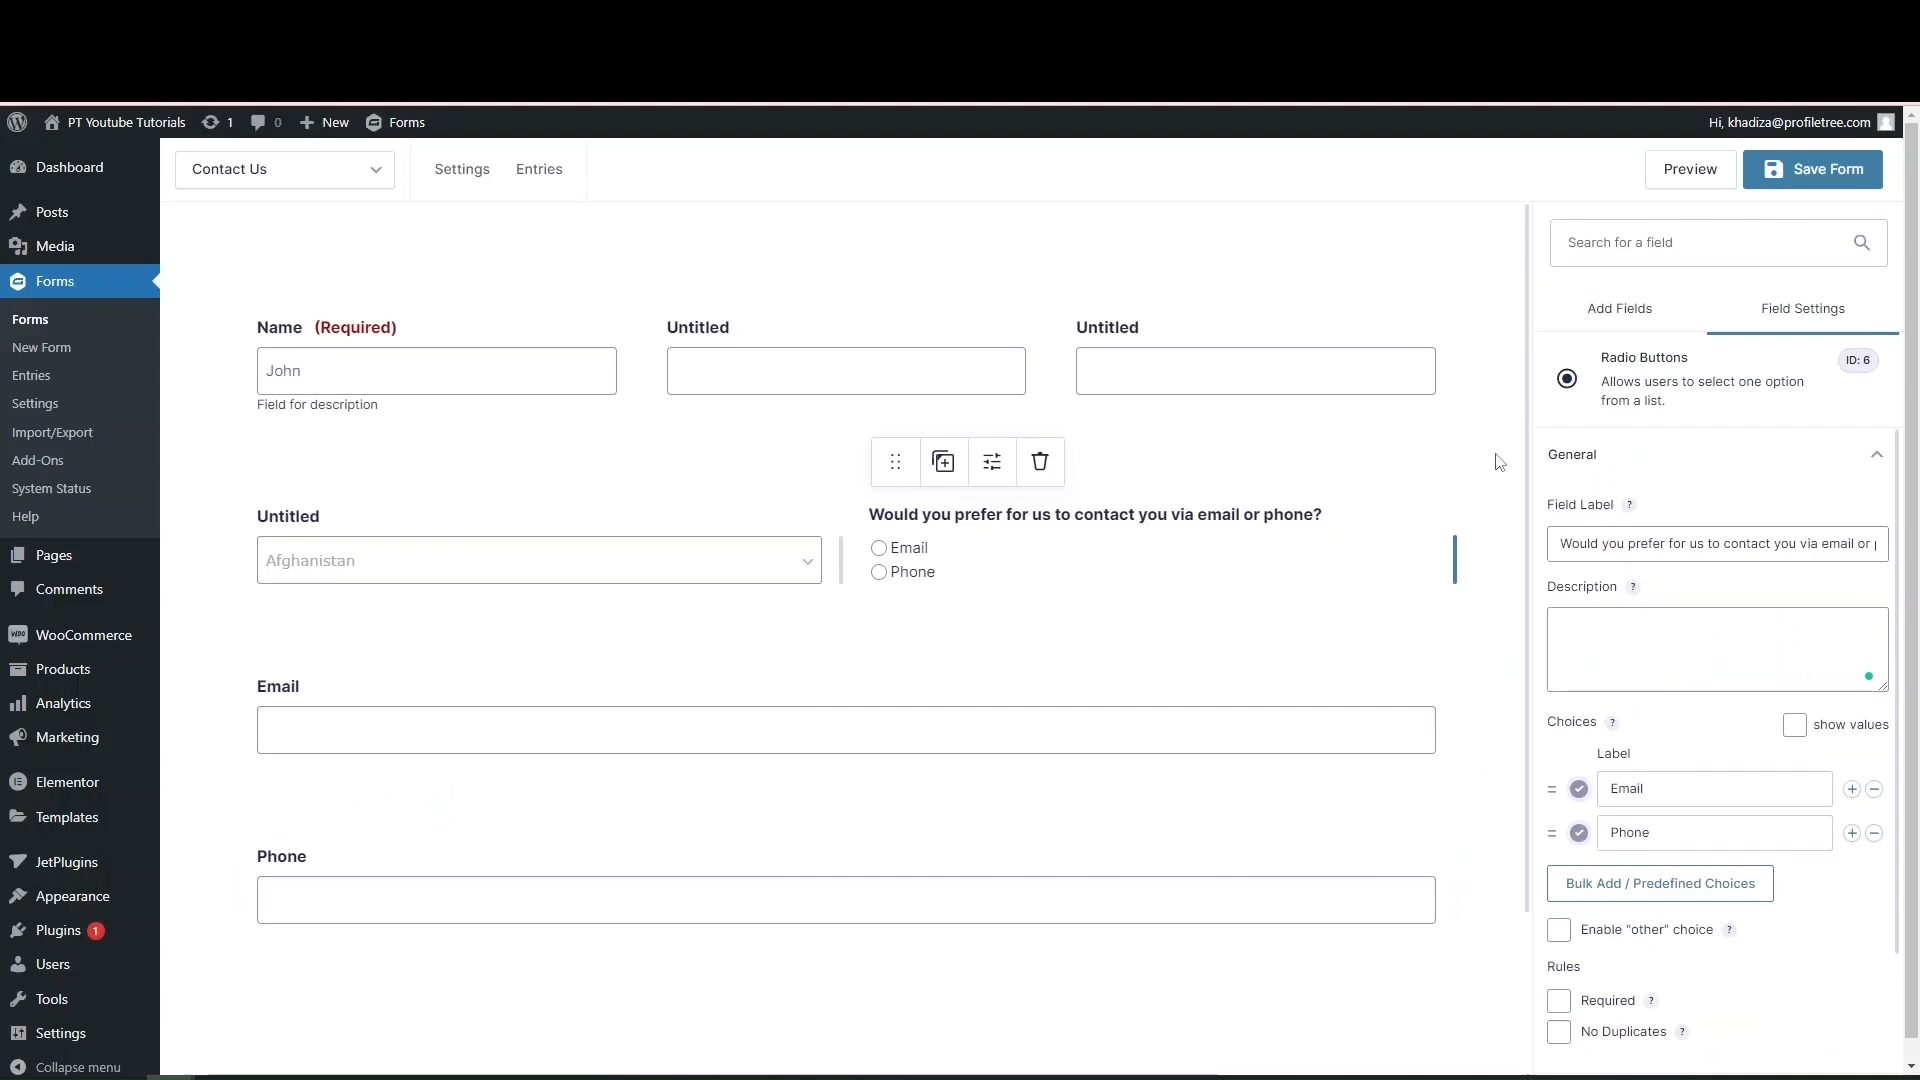 PT Youtube Tutorials 1 0 New Forms Hi, khadiza@profiletree.com
Dashboard
Posts
Media
Forms
Forms
New Form
Entries
Settings
Import/Export
Add-Ons
System Status
Help
Pages
Comments
WooCommerce
Products
Analytics
Marketing
Elementor
Templates
JetPlugins
Appearance
Plugins 1
Users
Tools
Settings
Collapse menu
Contact Us Settings Entries Preview Save Form
Name (Required) Untitled Untitled
John
Field for description
Untitled Would you prefer for us to contact you via email or phone?
Afghanistan
Email
Phone
Email
Phone
Search for a field
Add Fields Field Settings
Radio Buttons ID: 6
Allows users to select one option
from a list.
General
Field Label ?
Would you prefer for us to contact you via email or
Description ?
Choices ? show values
Label
Email
Phone
Bulk Add / Predefined Choices
Enable "other" choice ?
Rules
Required ?
No Duplicates ?